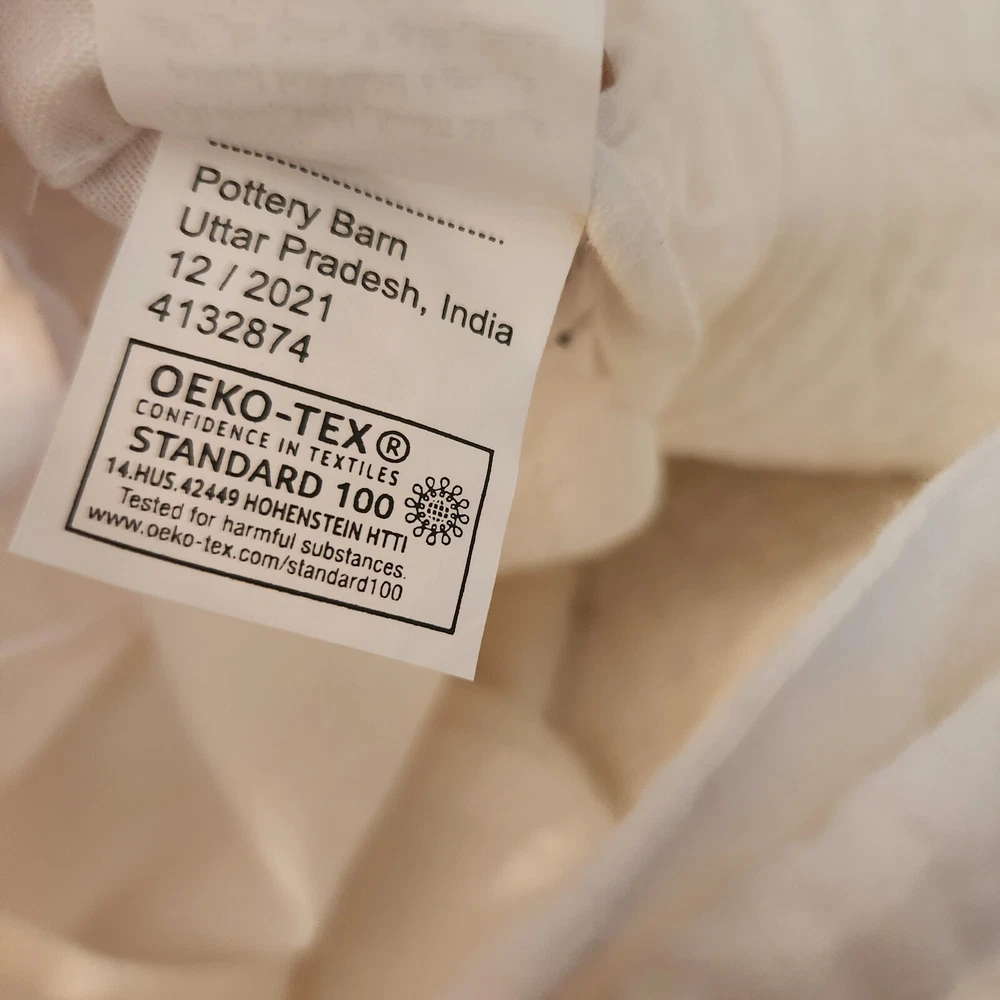 Pottery Barn
Uttar Pradesh, India
12 / 2021
4132874
OEKO-TEX®
CONFIDENCE IN TEXTILES
STANDARD 100
14.HUS.42449 HOHENSTEIN HTTI
Tested for harmful substances.
www.oeko-tex.com/standard100